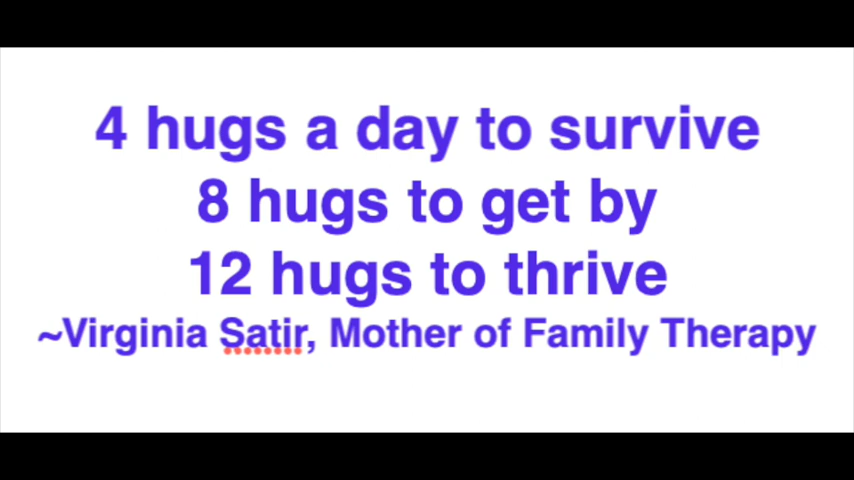 4 hugs a day to survive
8 hugs to get by
12 hugs to thrive
~Virginia Satir, Mother of Family Therapy